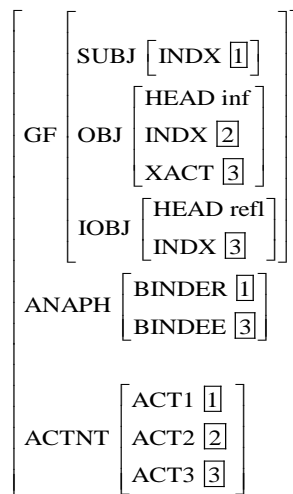 SUBJ [INDX 1]
HEAD inf
GF OBJ INDX 2
XACT 3
IOBJ HEAD refl
INDX 3
ANAPH BINDER 1
BINDEE 3
ACT1 1
ACTNT ACT2 2
ACT3 3